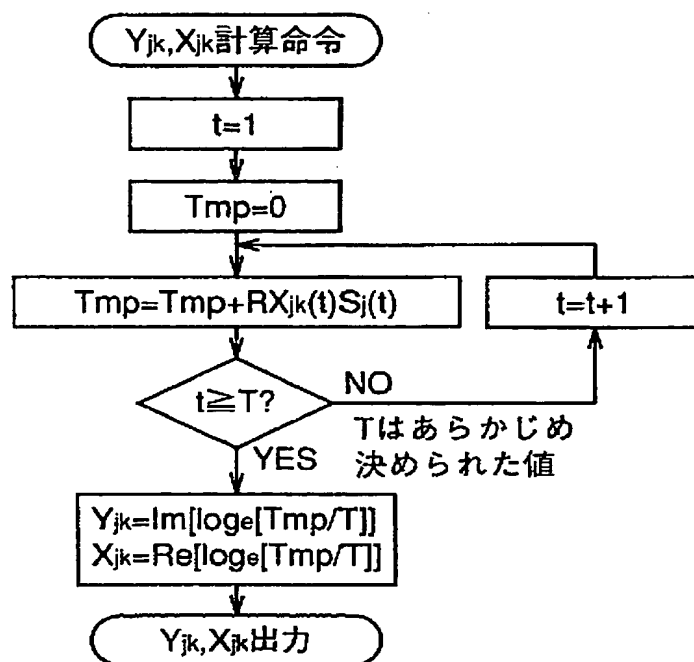 Yjk,Xjk計算命令
t=1
Tmp=0
Tmp=Tmp+RXjk(t)Sj(t)
t=t+1
t≧T?
NO
Tはあらかじめ
決められた値
YES
Yjk=Im[loge[Tmp/T]]
Xjk=Re[loge[Tmp/T]]
Yjk,Xjk出力